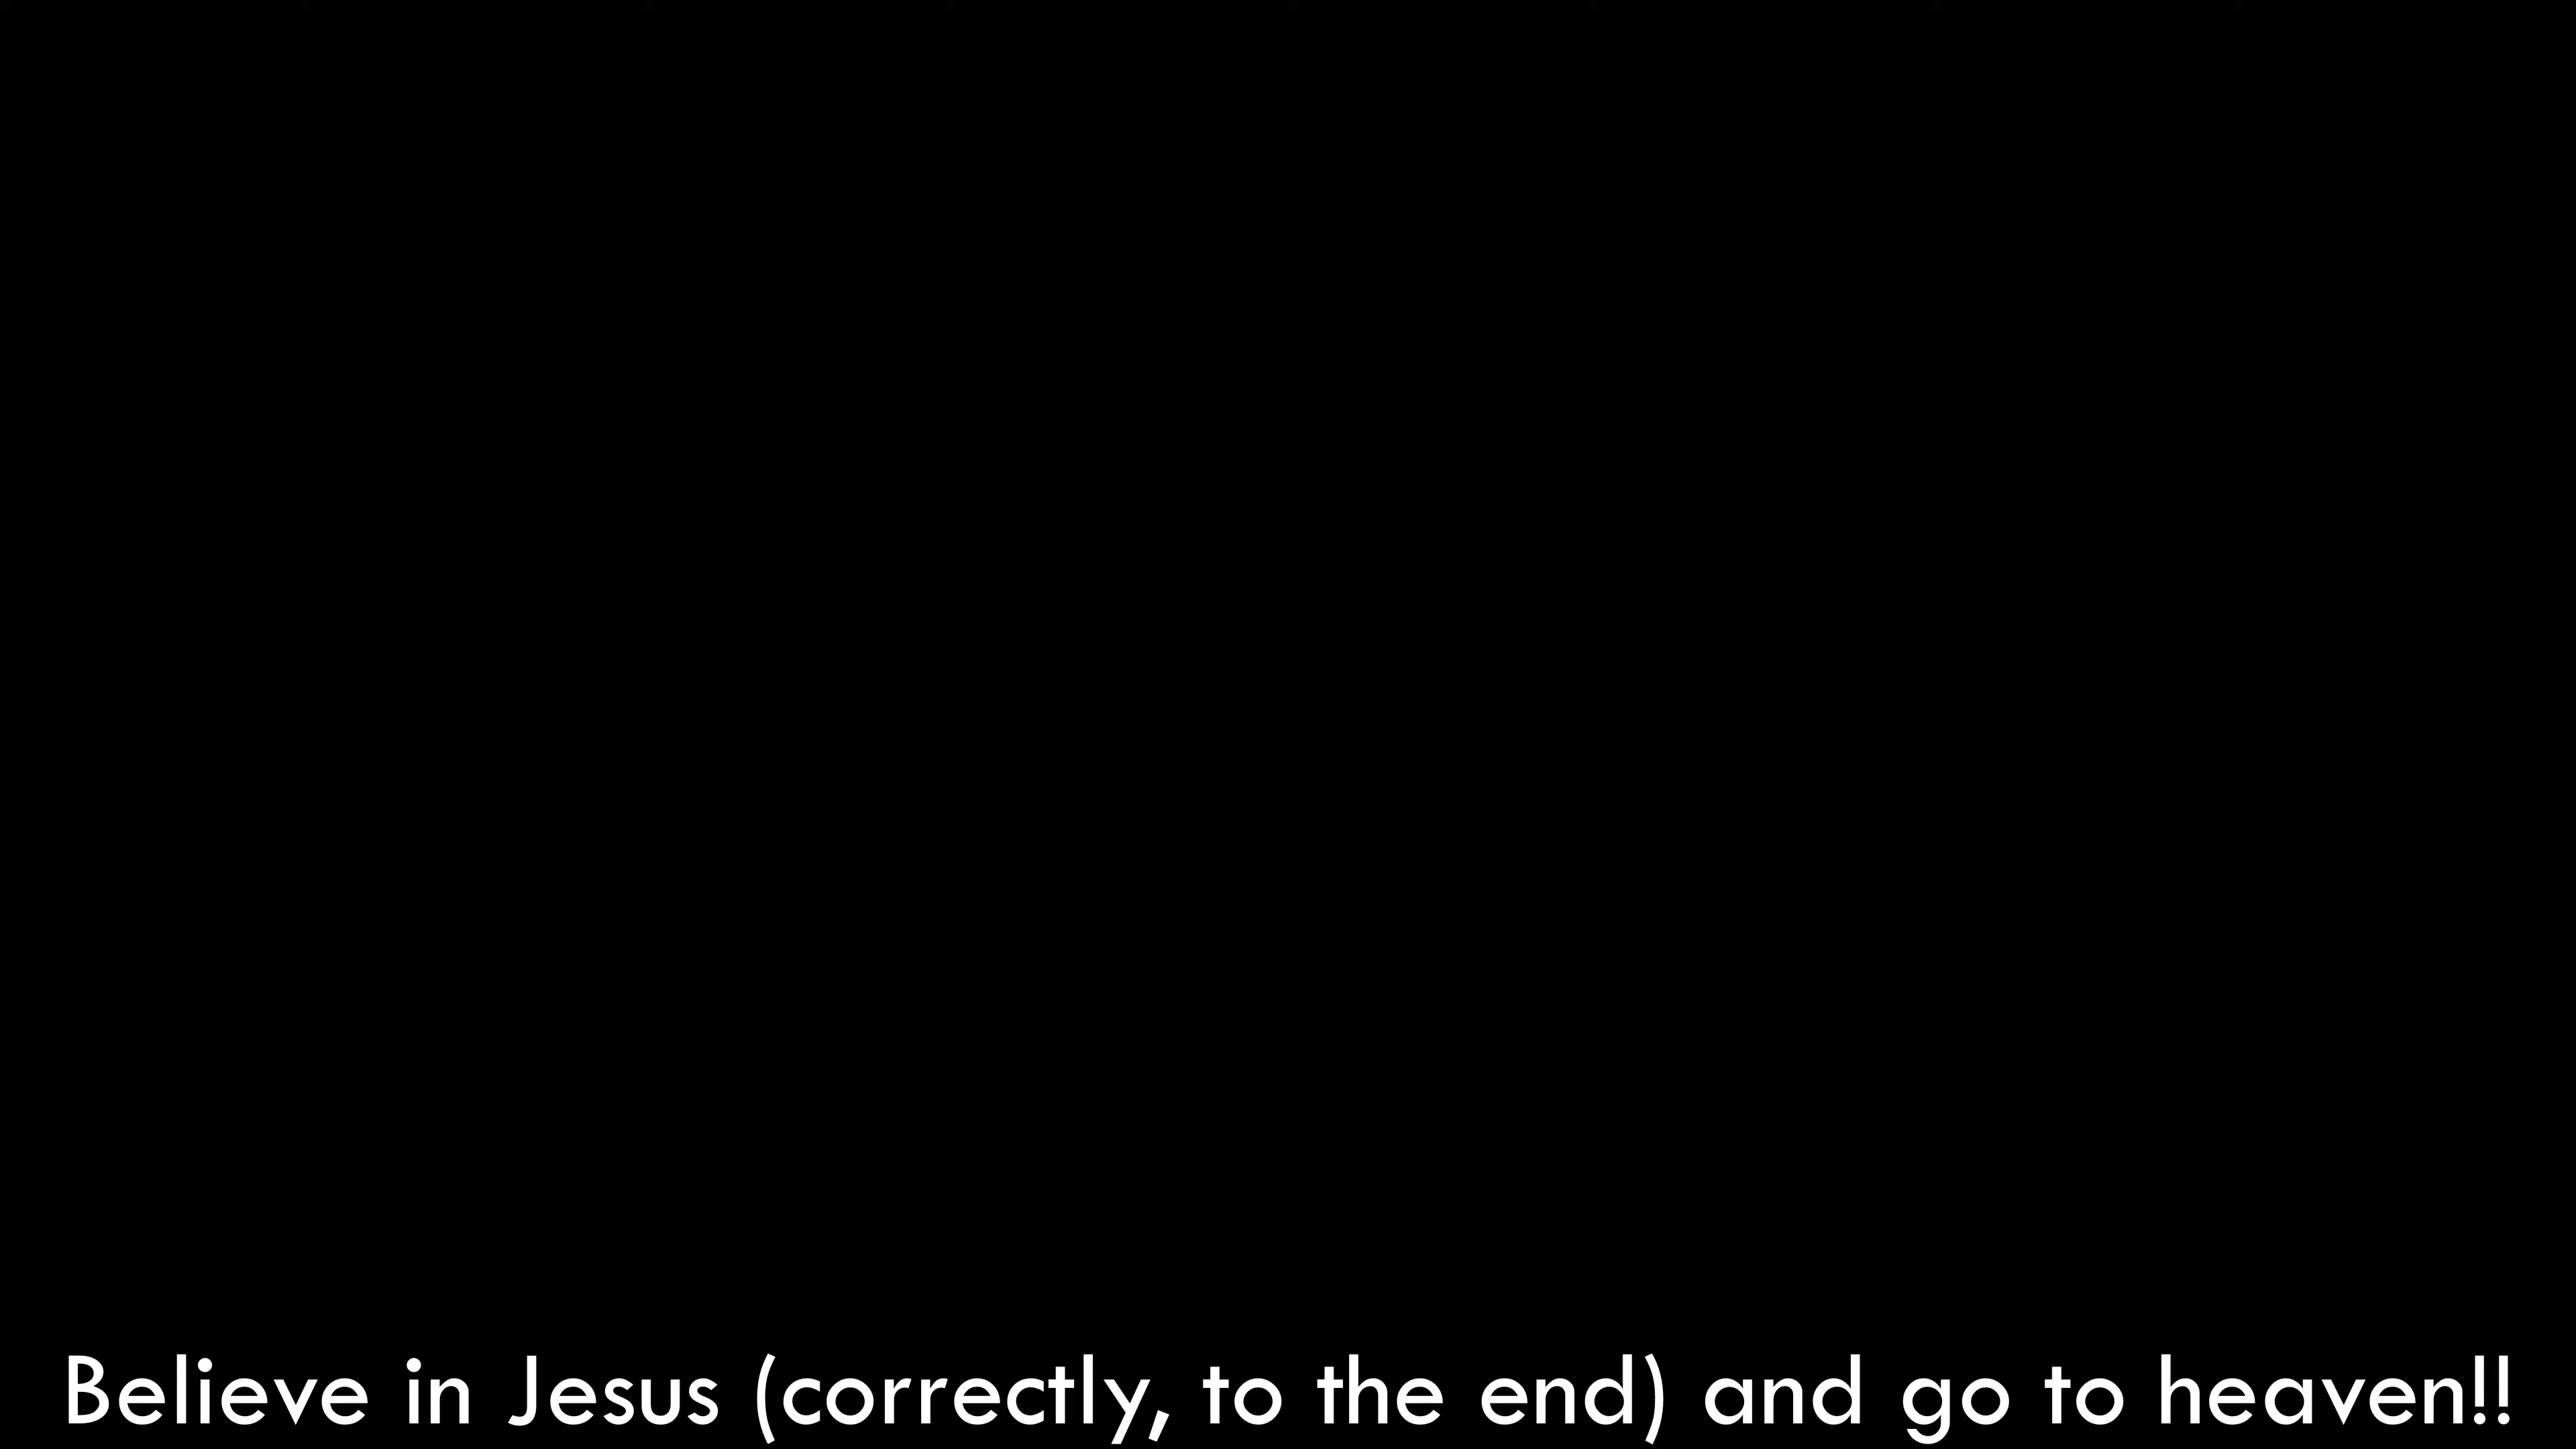 Believe in Jesus (correctly, to the end) and go to heaven!!